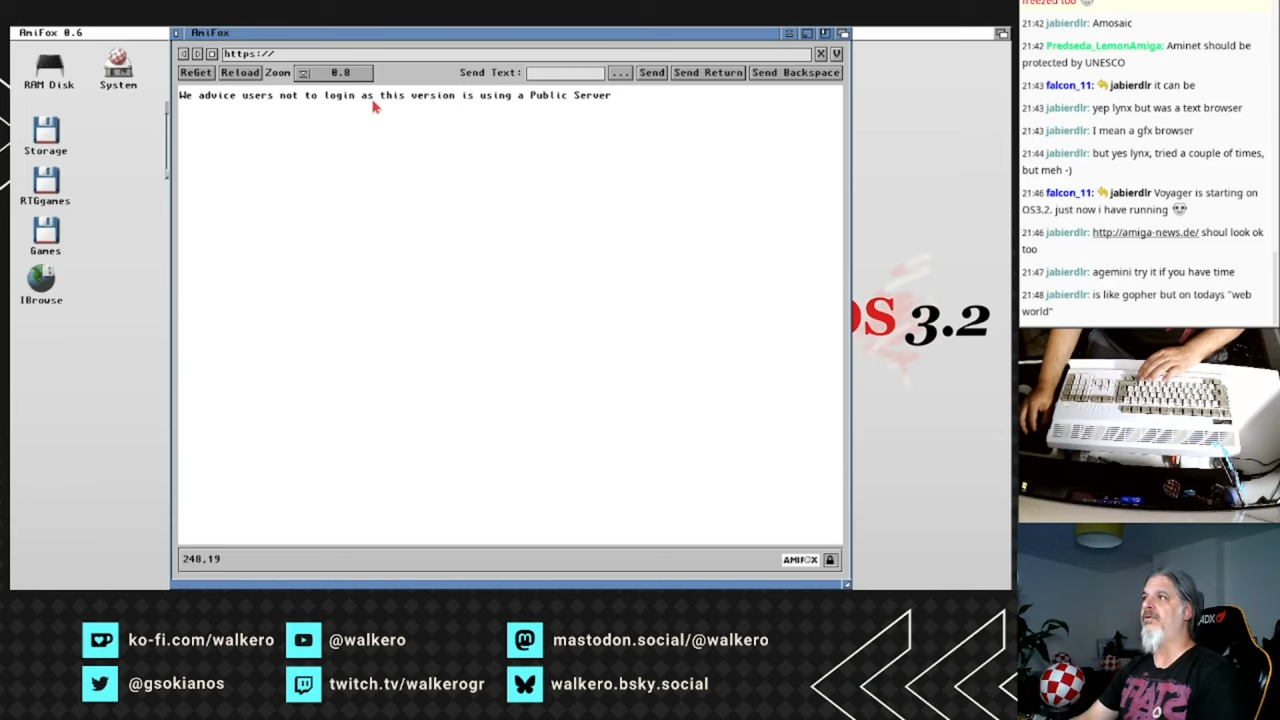 AmiFox 0.6
AmiFox
RAM Disk
System
Storage
RTGgames
Games
IBrowse
https://
ReGet
Reload
Zoom
0.8
Send Text:
...
Send
Send Return
Send Backspace
We advice users not to login as this version is using a Public Server
248,19
AMIFOX
OS 3.2
freezed too
21:42 jabierdlr: Amosaic
21:42 Predseda_LemonAmiga: Aminet should be
protected by UNESCO
21:43 falcon_11: jabierdlr it can be
21:43 jabierdlr: yep lynx but was a text browser
21:43 jabierdlr: I mean a gfx browser
21:44 jabierdlr: but yes lynx, tried a couple of times,
but meh -)
21:46 falcon_11: jabierdlr Voyager is starting on
OS3.2. just now i have running
21:46 jabierdlr: http://amiga-news.de/ shoul look ok
too
21:47 jabierdlr: agemini try it if you have time
21:48 jabierdlr: is like gopher but on todays "web
world"
ADX
ko-fi.com/walkero
@walkero
mastodon.social/@walkero
@gsokianos
twitch.tv/walkerogr
walkero.bsky.social